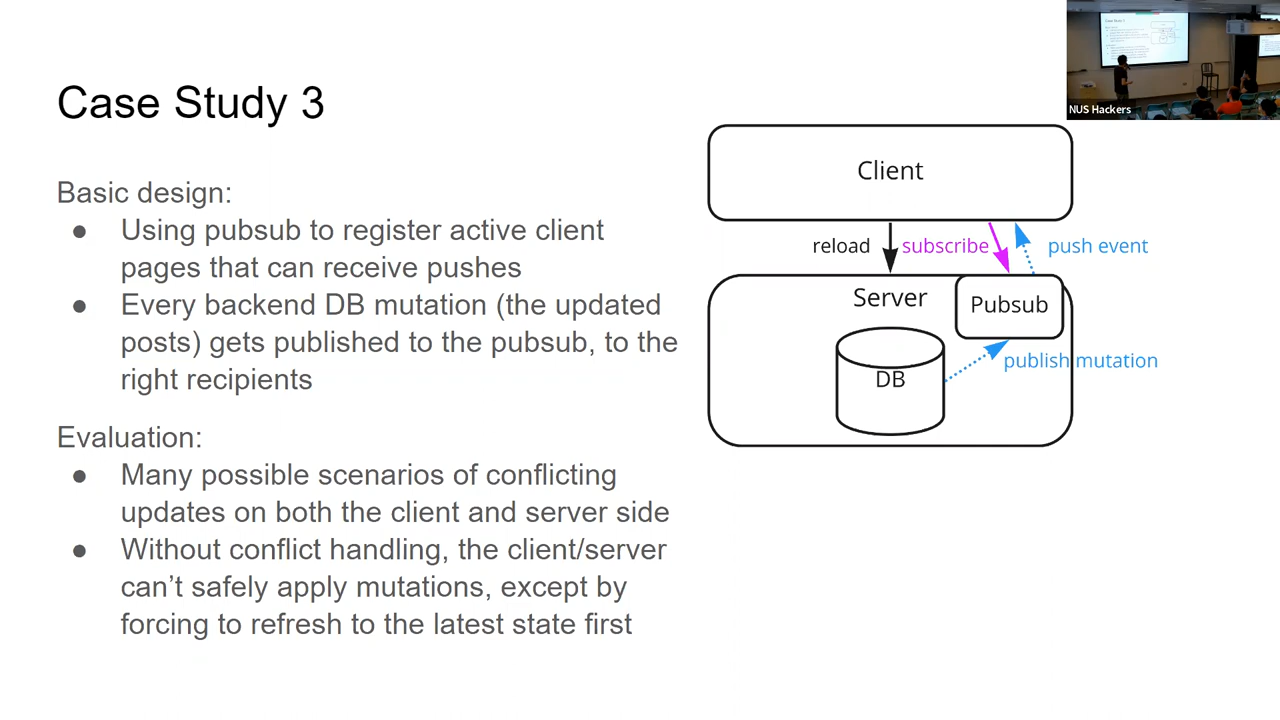 Case Study 3
Basic design:
● Using pubsub to register active client
pages that can receive pushes
● Every backend DB mutation (the updated
posts) gets published to the pubsub, to the
right recipients
Evaluation:
● Many possible scenarios of conflicting
updates on both the client and server side
● Without conflict handling, the client/server
can’t safely apply mutations, except by
forcing to refresh to the latest state first
NUS Hackers
Client
reload
subscribe
push event
Server
Pubsub
DB
publish mutation